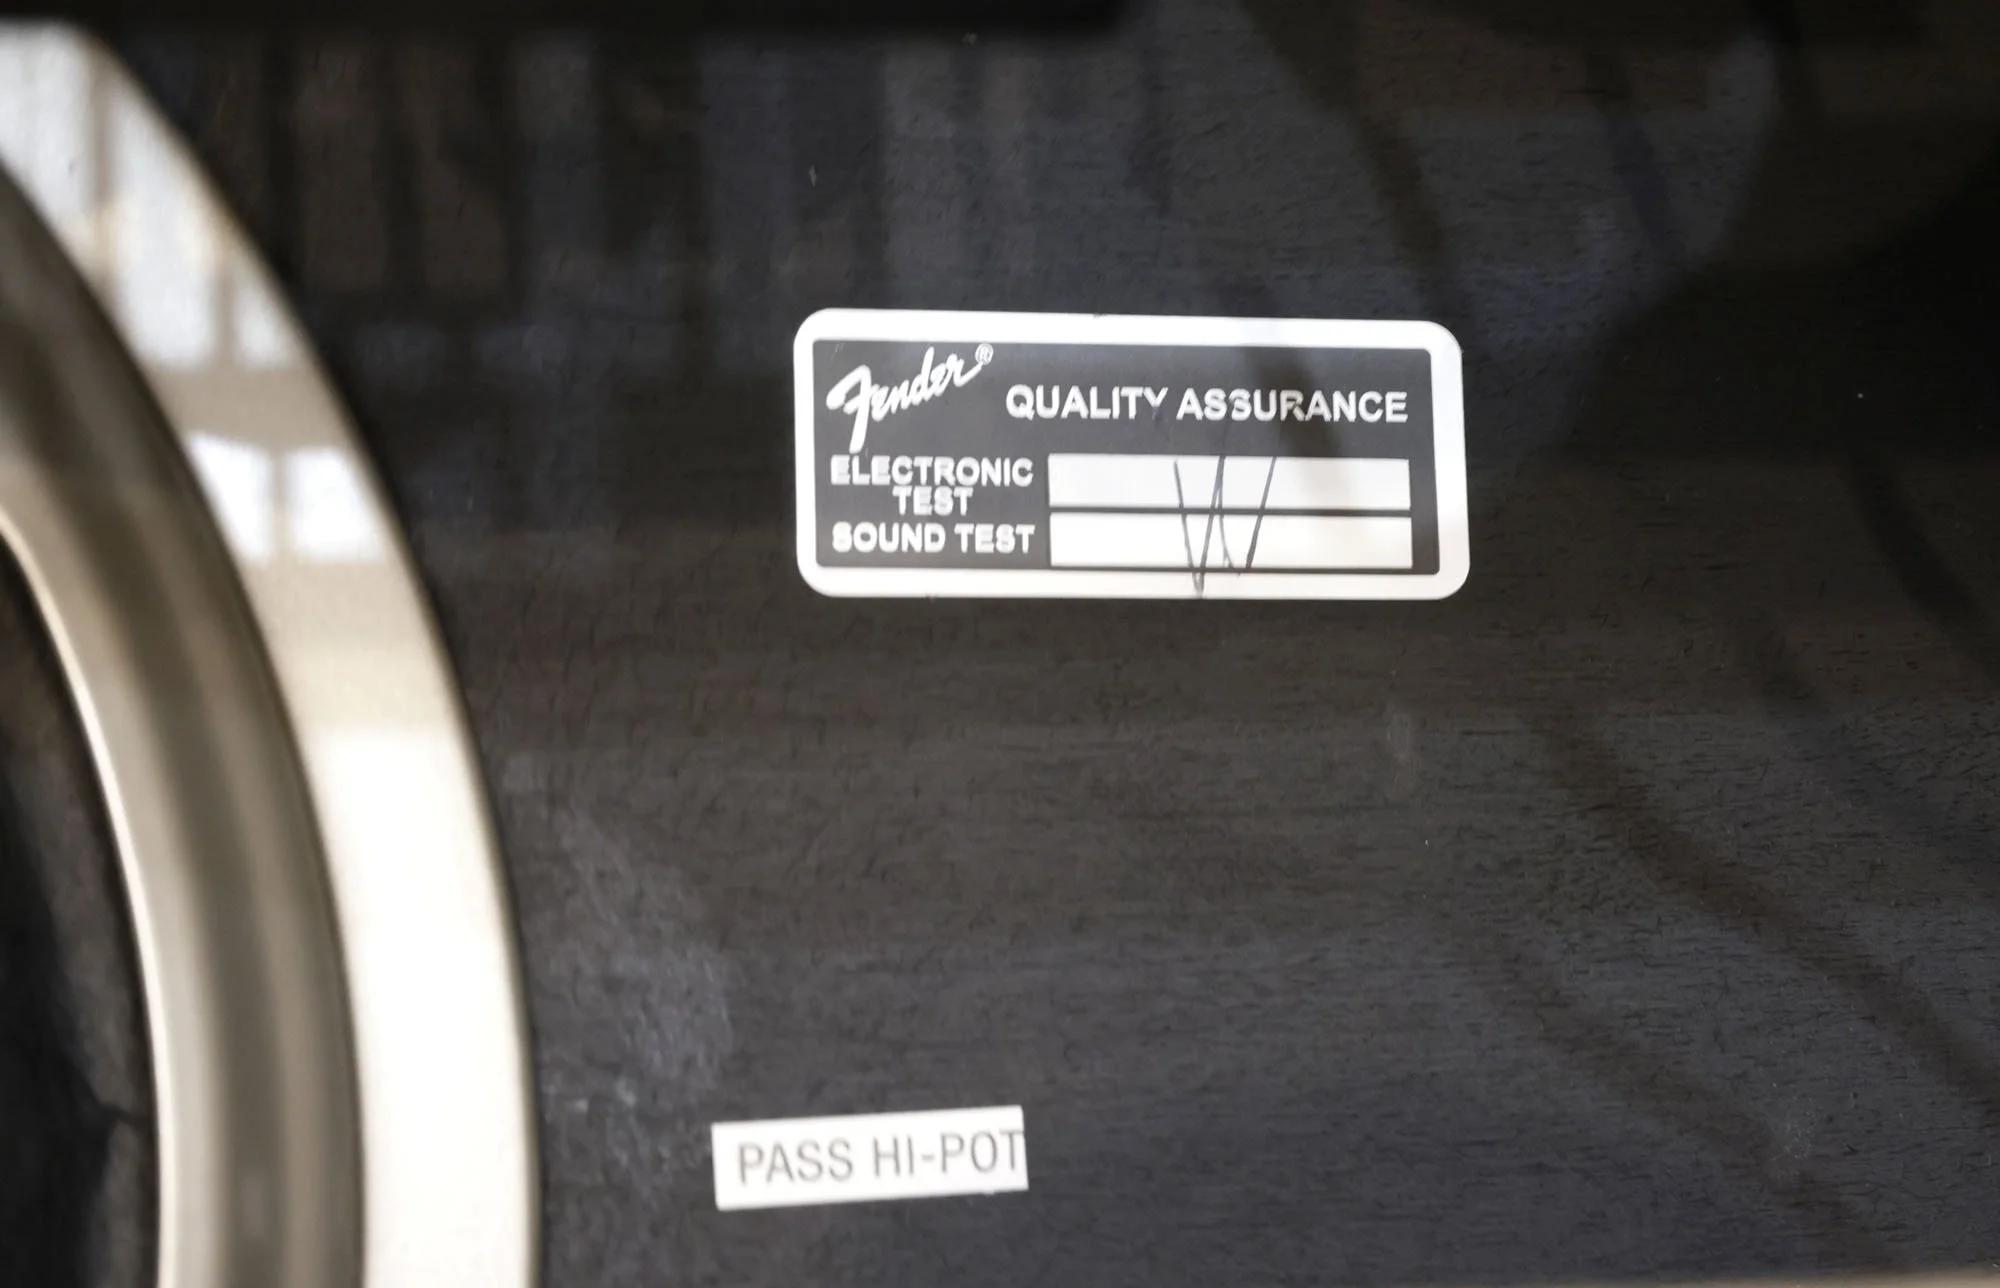 Fender® QUALITY ASSURANCE
ELECTRONIC
TEST
SOUND TEST
PASS HI-POT